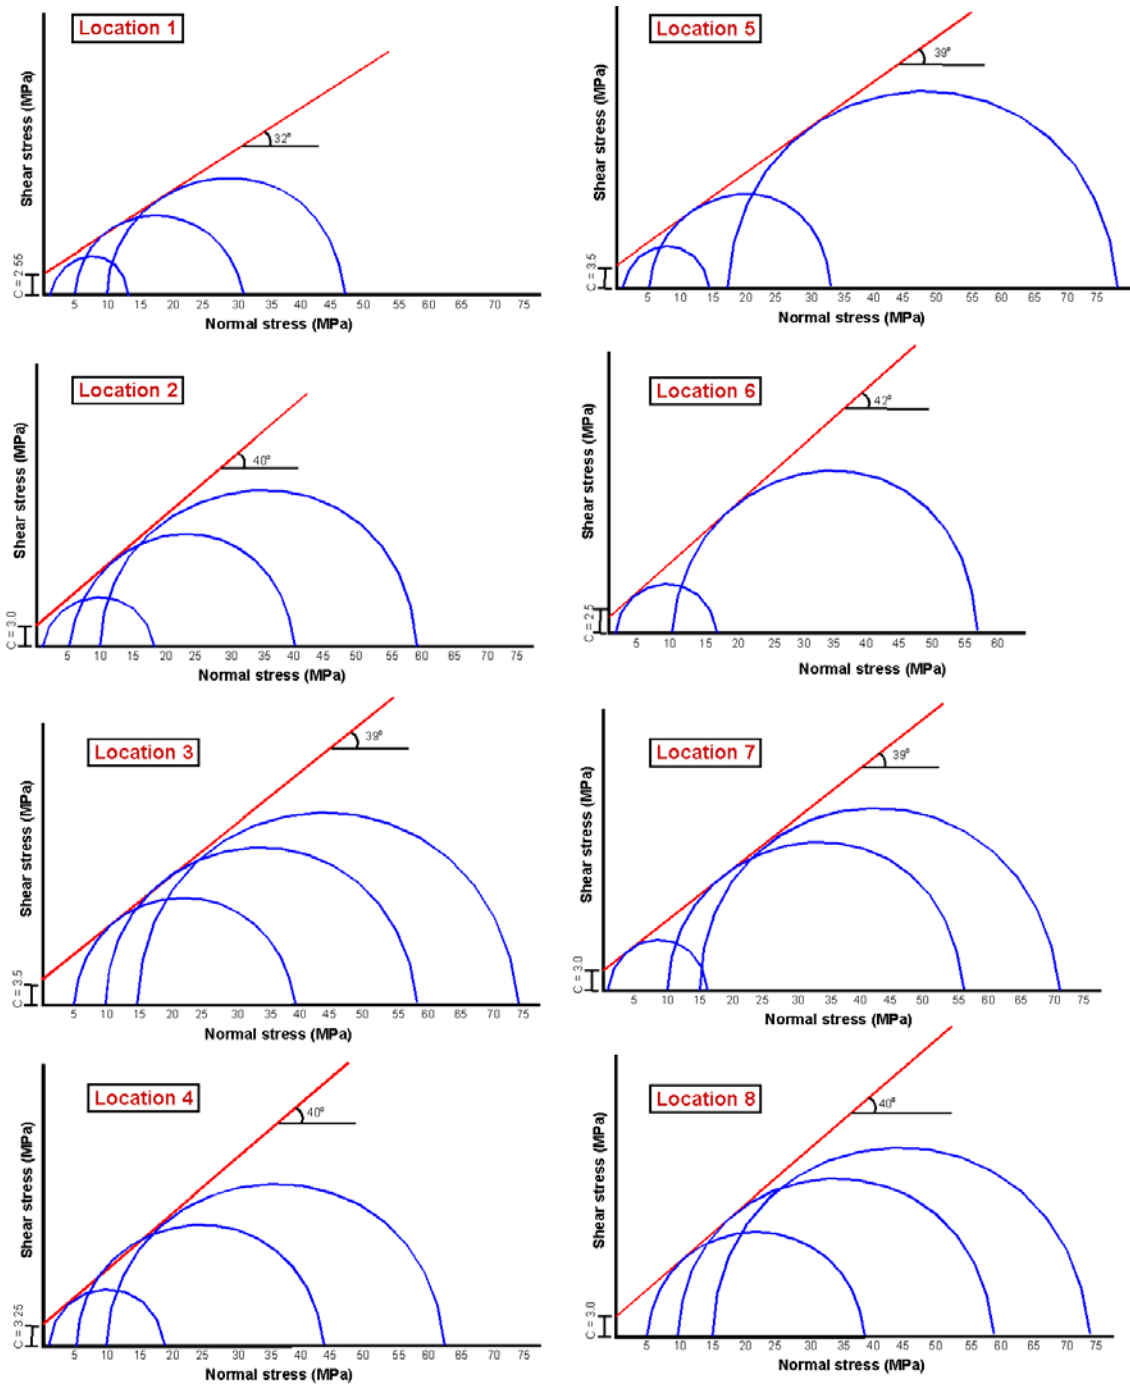 Location 1
Shear stress (MPa)
32°
C = 2.55
5 10 15 20 25 30 35 40 45 50 55 60 65 70 75
Normal stress (MPa)
Location 2
Shear stress (MPa)
40°
C = 3.0
5 10 15 20 25 30 35 40 45 50 55 60 65 70 75
Normal stress (MPa)
Location 3
Shear stress (MPa)
39°
C = 3.5
5 10 15 20 25 30 35 40 45 50 55 60 65 70 75
Normal stress (MPa)
Location 4
Shear stress (MPa)
40°
C = 3.25
5 10 15 20 25 30 35 40 45 50 55 60 65 70 75
Normal stress (MPa)
Location 5
Shear stress (MPa)
39°
C = 3.5
5 10 15 20 25 30 35 40 45 50 55 60 65 70 75
Normal stress (MPa)
Location 6
Shear stress (MPa)
42°
C = 2.5
5 10 15 20 25 30 35 40 45 50 55 60
Normal stress (MPa)
Location 7
Shear stress (MPa)
39°
C = 3.0
5 10 15 20 25 30 35 40 45 50 55 60 65 70 75
Normal stress (MPa)
Location 8
Shear stress (MPa)
40°
C = 3.0
5 10 15 20 25 30 35 40 45 50 55 60 65 70 75
Normal stress (MPa)